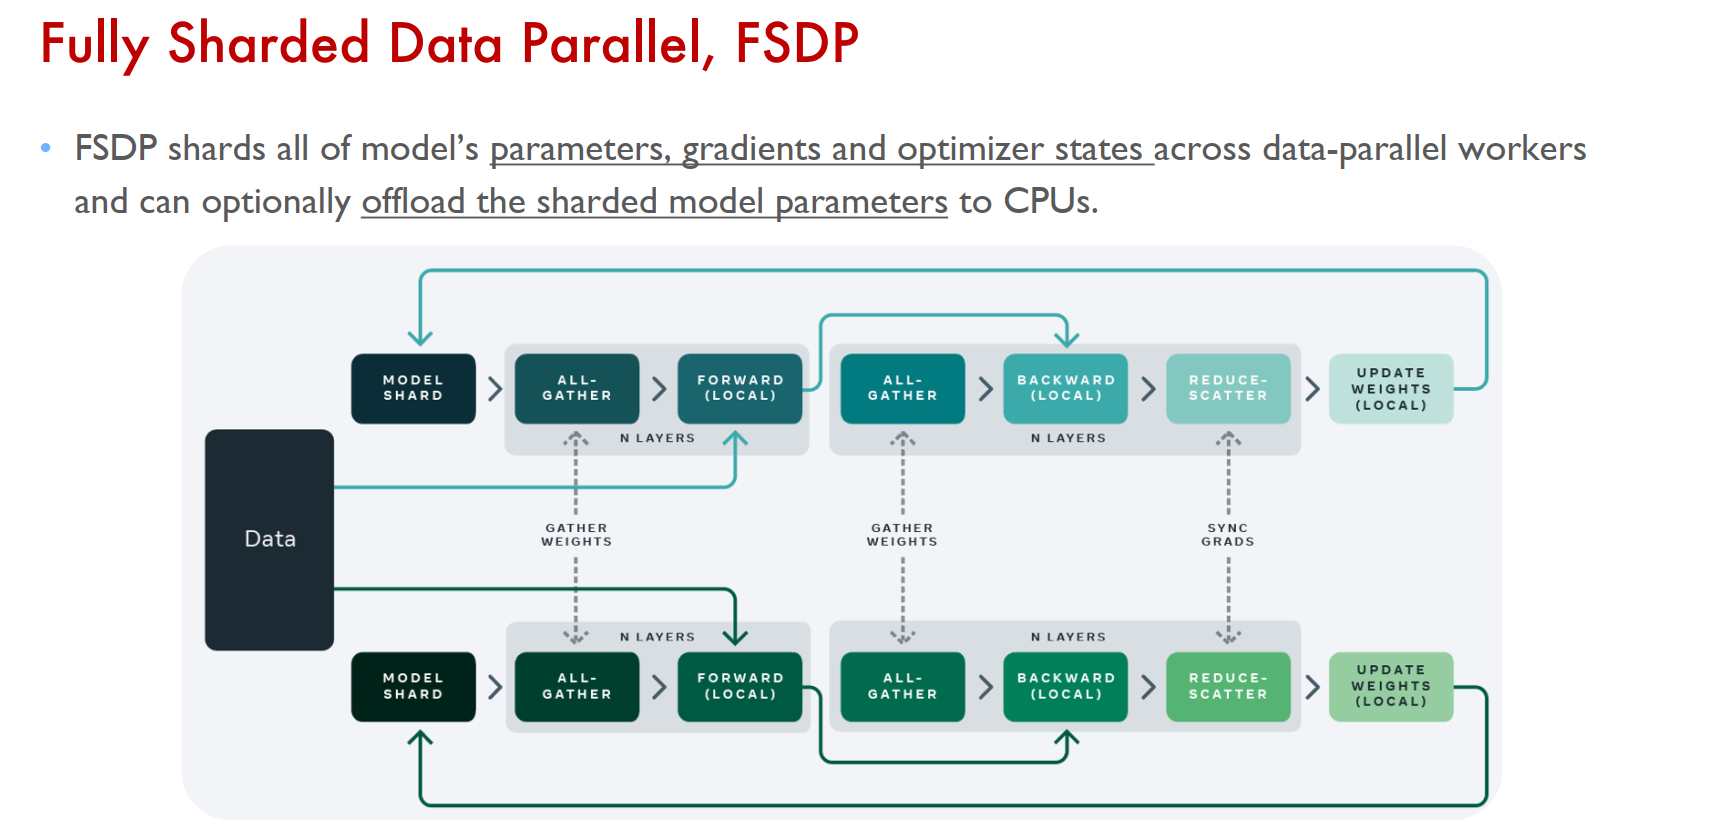 Fully Sharded Data Parallel, FSDP
• FSDP shards all of model's parameters, gradients and optimizer states across data-parallel workers
and can optionally offload the sharded model parameters to CPUs.
MODEL
SHARD
ALL-
GATHER
FORWARD
(LOCAL)
N LAYERS
ALL-
GATHER
BACKWARD
(LOCAL)
REDUCE-
SCATTER
N LAYERS
UPDATE
WEIGHTS
(LOCAL)
Data
GATHER
WEIGHTS
GATHER
WEIGHTS
SYNC
GRADS
MODEL
SHARD
N LAYERS
ALL-
GATHER
FORWARD
(LOCAL)
N LAYERS
ALL-
GATHER
BACKWARD
(LOCAL)
REDUCE-
SCATTER
UPDATE
WEIGHTS
(LOCAL)